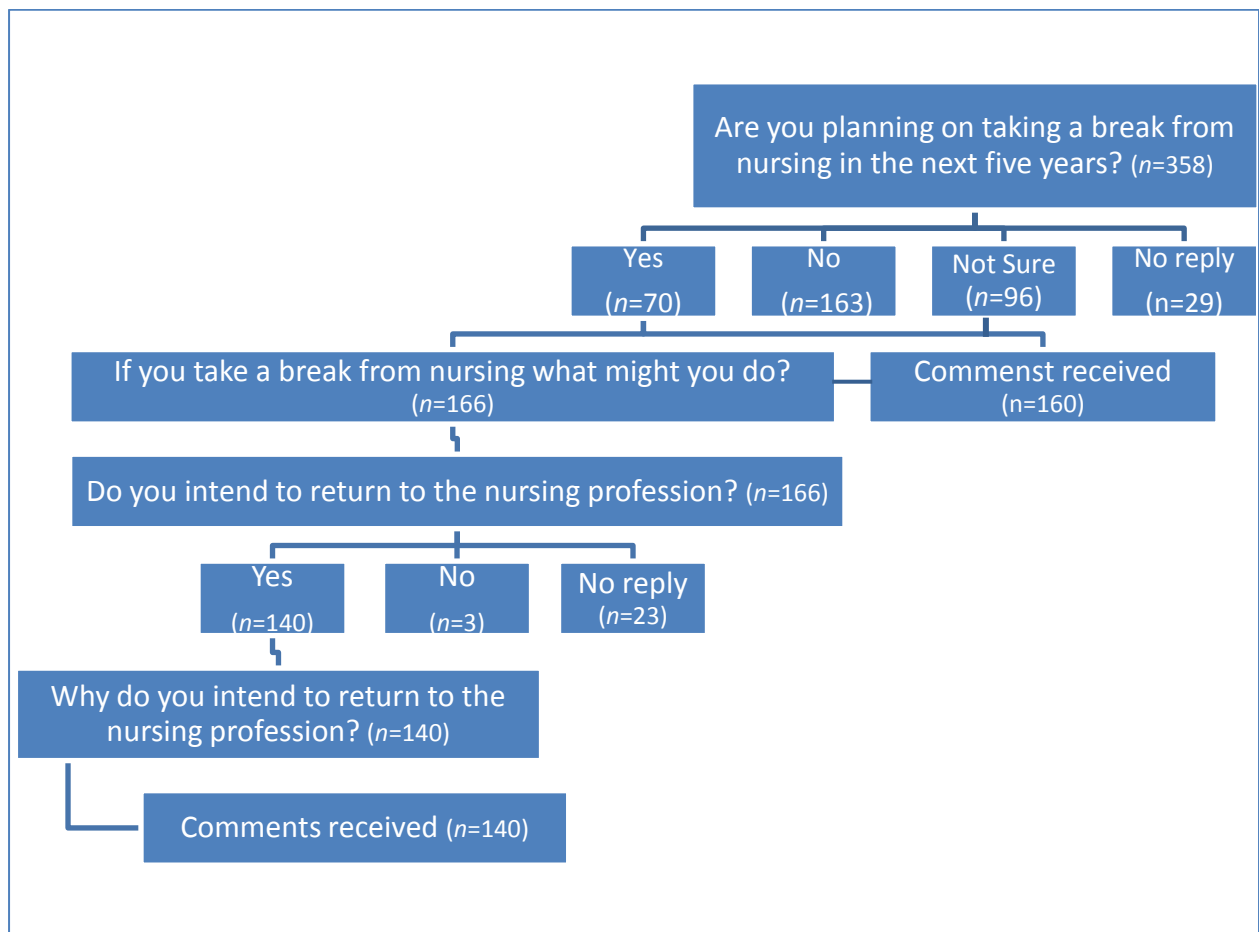 Are you planning on taking a break from
nursing in the next five years? (n=358)
Yes
(n=70)
No
(n=163)
Not Sure
(n=96)
No reply
(n=29)
If you take a break from nursing what might you do?
(n=166)
Commenst received
(n=160)
Do you intend to return to the nursing profession? (n=166)
Yes
(n=140)
No
(n=3)
No reply
(n=23)
Why do you intend to return to the
nursing profession? (n=140)
Comments received (n=140)